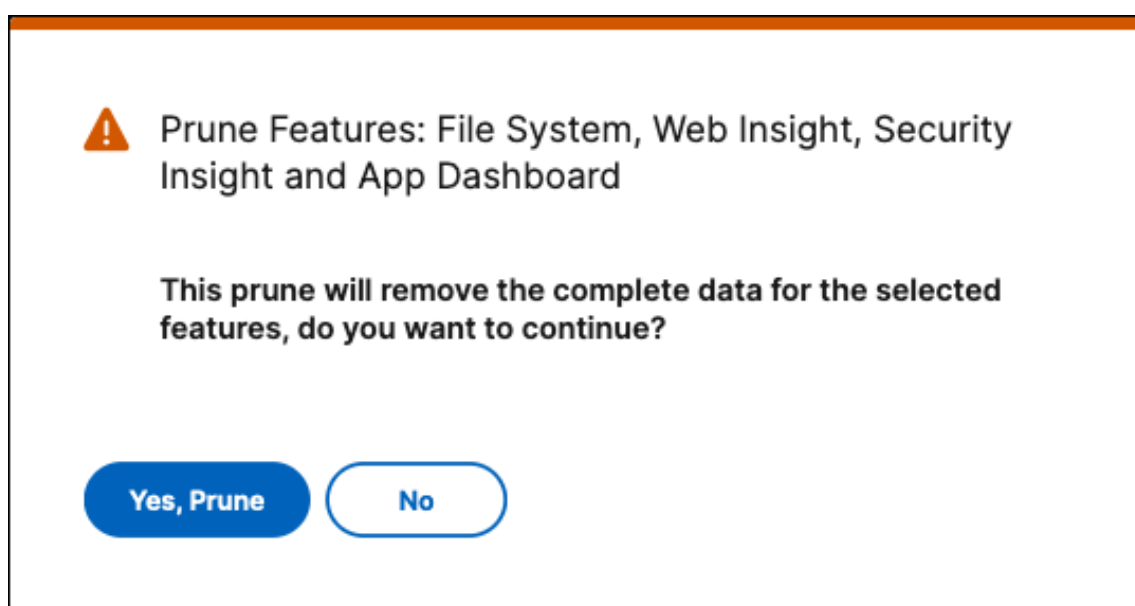 Prune Features: File System, Web Insight, Security
Insight and App Dashboard
This prune will remove the complete data for the selected
features, do you want to continue?
Yes, Prune
No